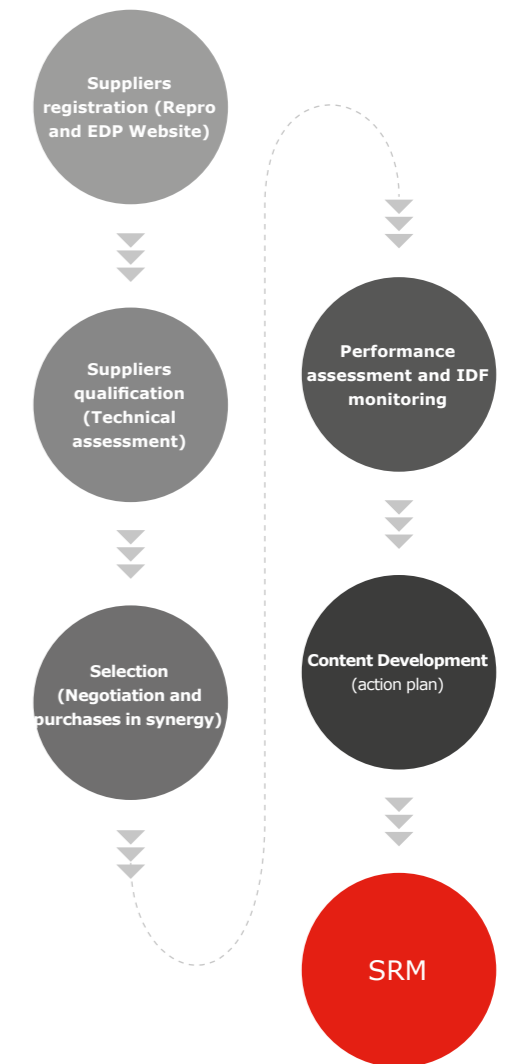 Suppliers
registration (Repro
and EDP Website)
Suppliers
qualification
(Technical
assessment)
Selection
(Negotiation and
purchases in synergy)
Performance
assessment and IDF
monitoring
Content Development
(action plan)
SRM